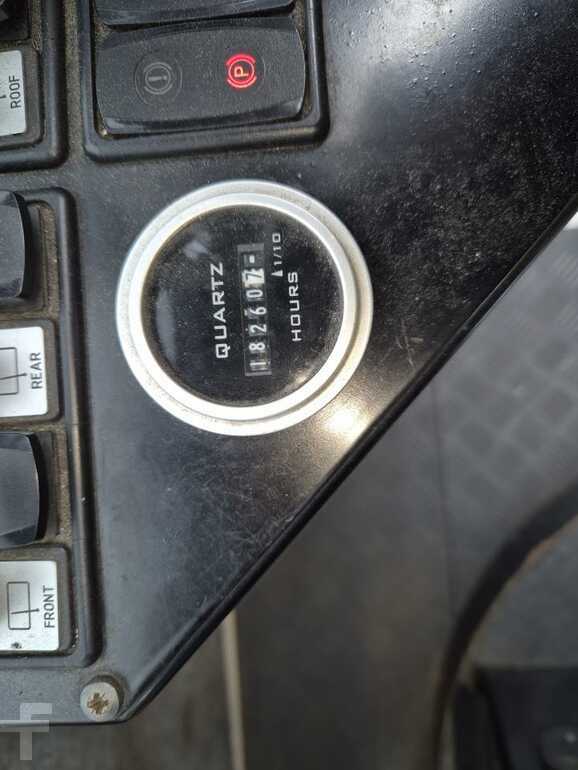 ROOF
P
QUARTZ
182607
1/10
HOURS
REAR
FRONT